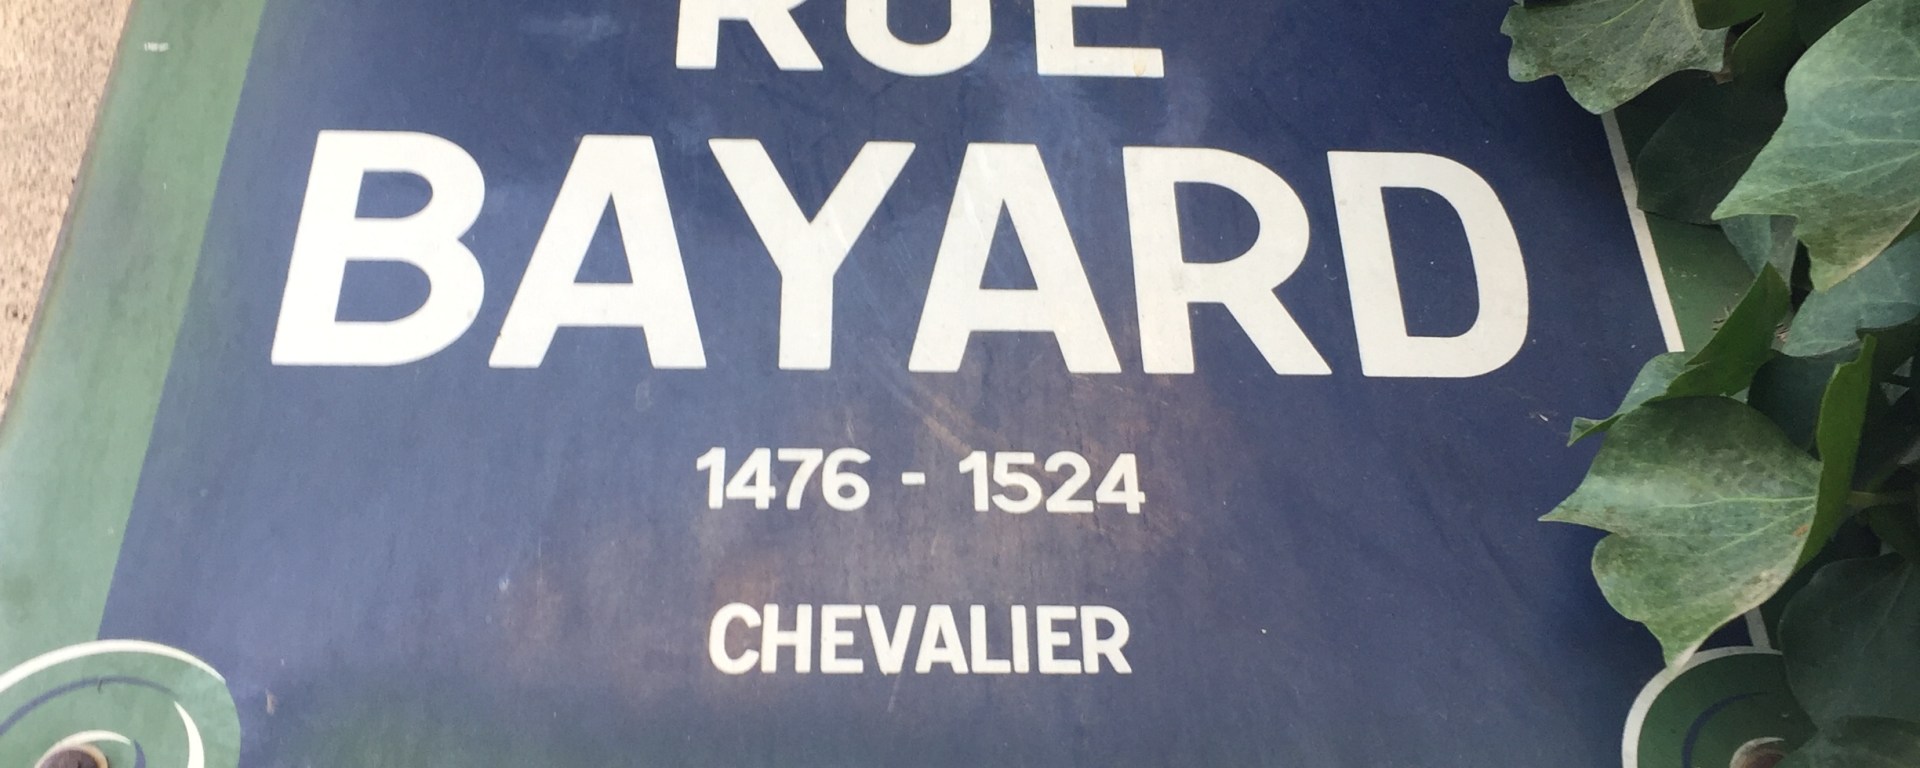 RUE
BAYARD
1476 - 1524
CHEVALIER